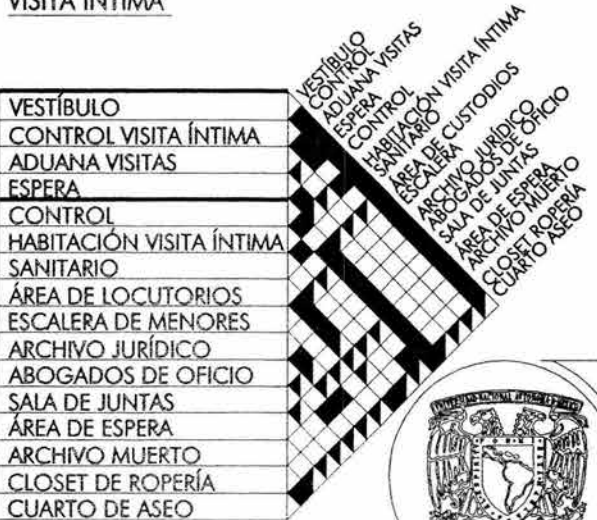 VISITA ÍNTIMA
VESTÍBULO
CONTROL
ADUANA VISITAS
ESPERA
CONTROL
HABITACIÓN VISITA ÍNTIMA
SANITARIO
ÁREA DE CUSTODIOS
ESCALERA
ARCHIVO JURÍDICO
ABOGADOS DE OFICIO
SALA DE JUNTAS
ÁREA DE ESPERA
ARCHIVO MUERTO
CLOSET ROPERÍA
CUARTO ASEO
VESTÍBULO
CONTROL VISITA ÍNTIMA
ADUANA VISITAS
ESPERA
CONTROL
HABITACIÓN VISITA ÍNTIMA
SANITARIO
ÁREA DE LOCUTORIOS
ESCALERA DE MENORES
ARCHIVO JURÍDICO
ABOGADOS DE OFICIO
SALA DE JUNTAS
ÁREA DE ESPERA
ARCHIVO MUERTO
CLOSET DE ROPERÍA
CUARTO DE ASEO